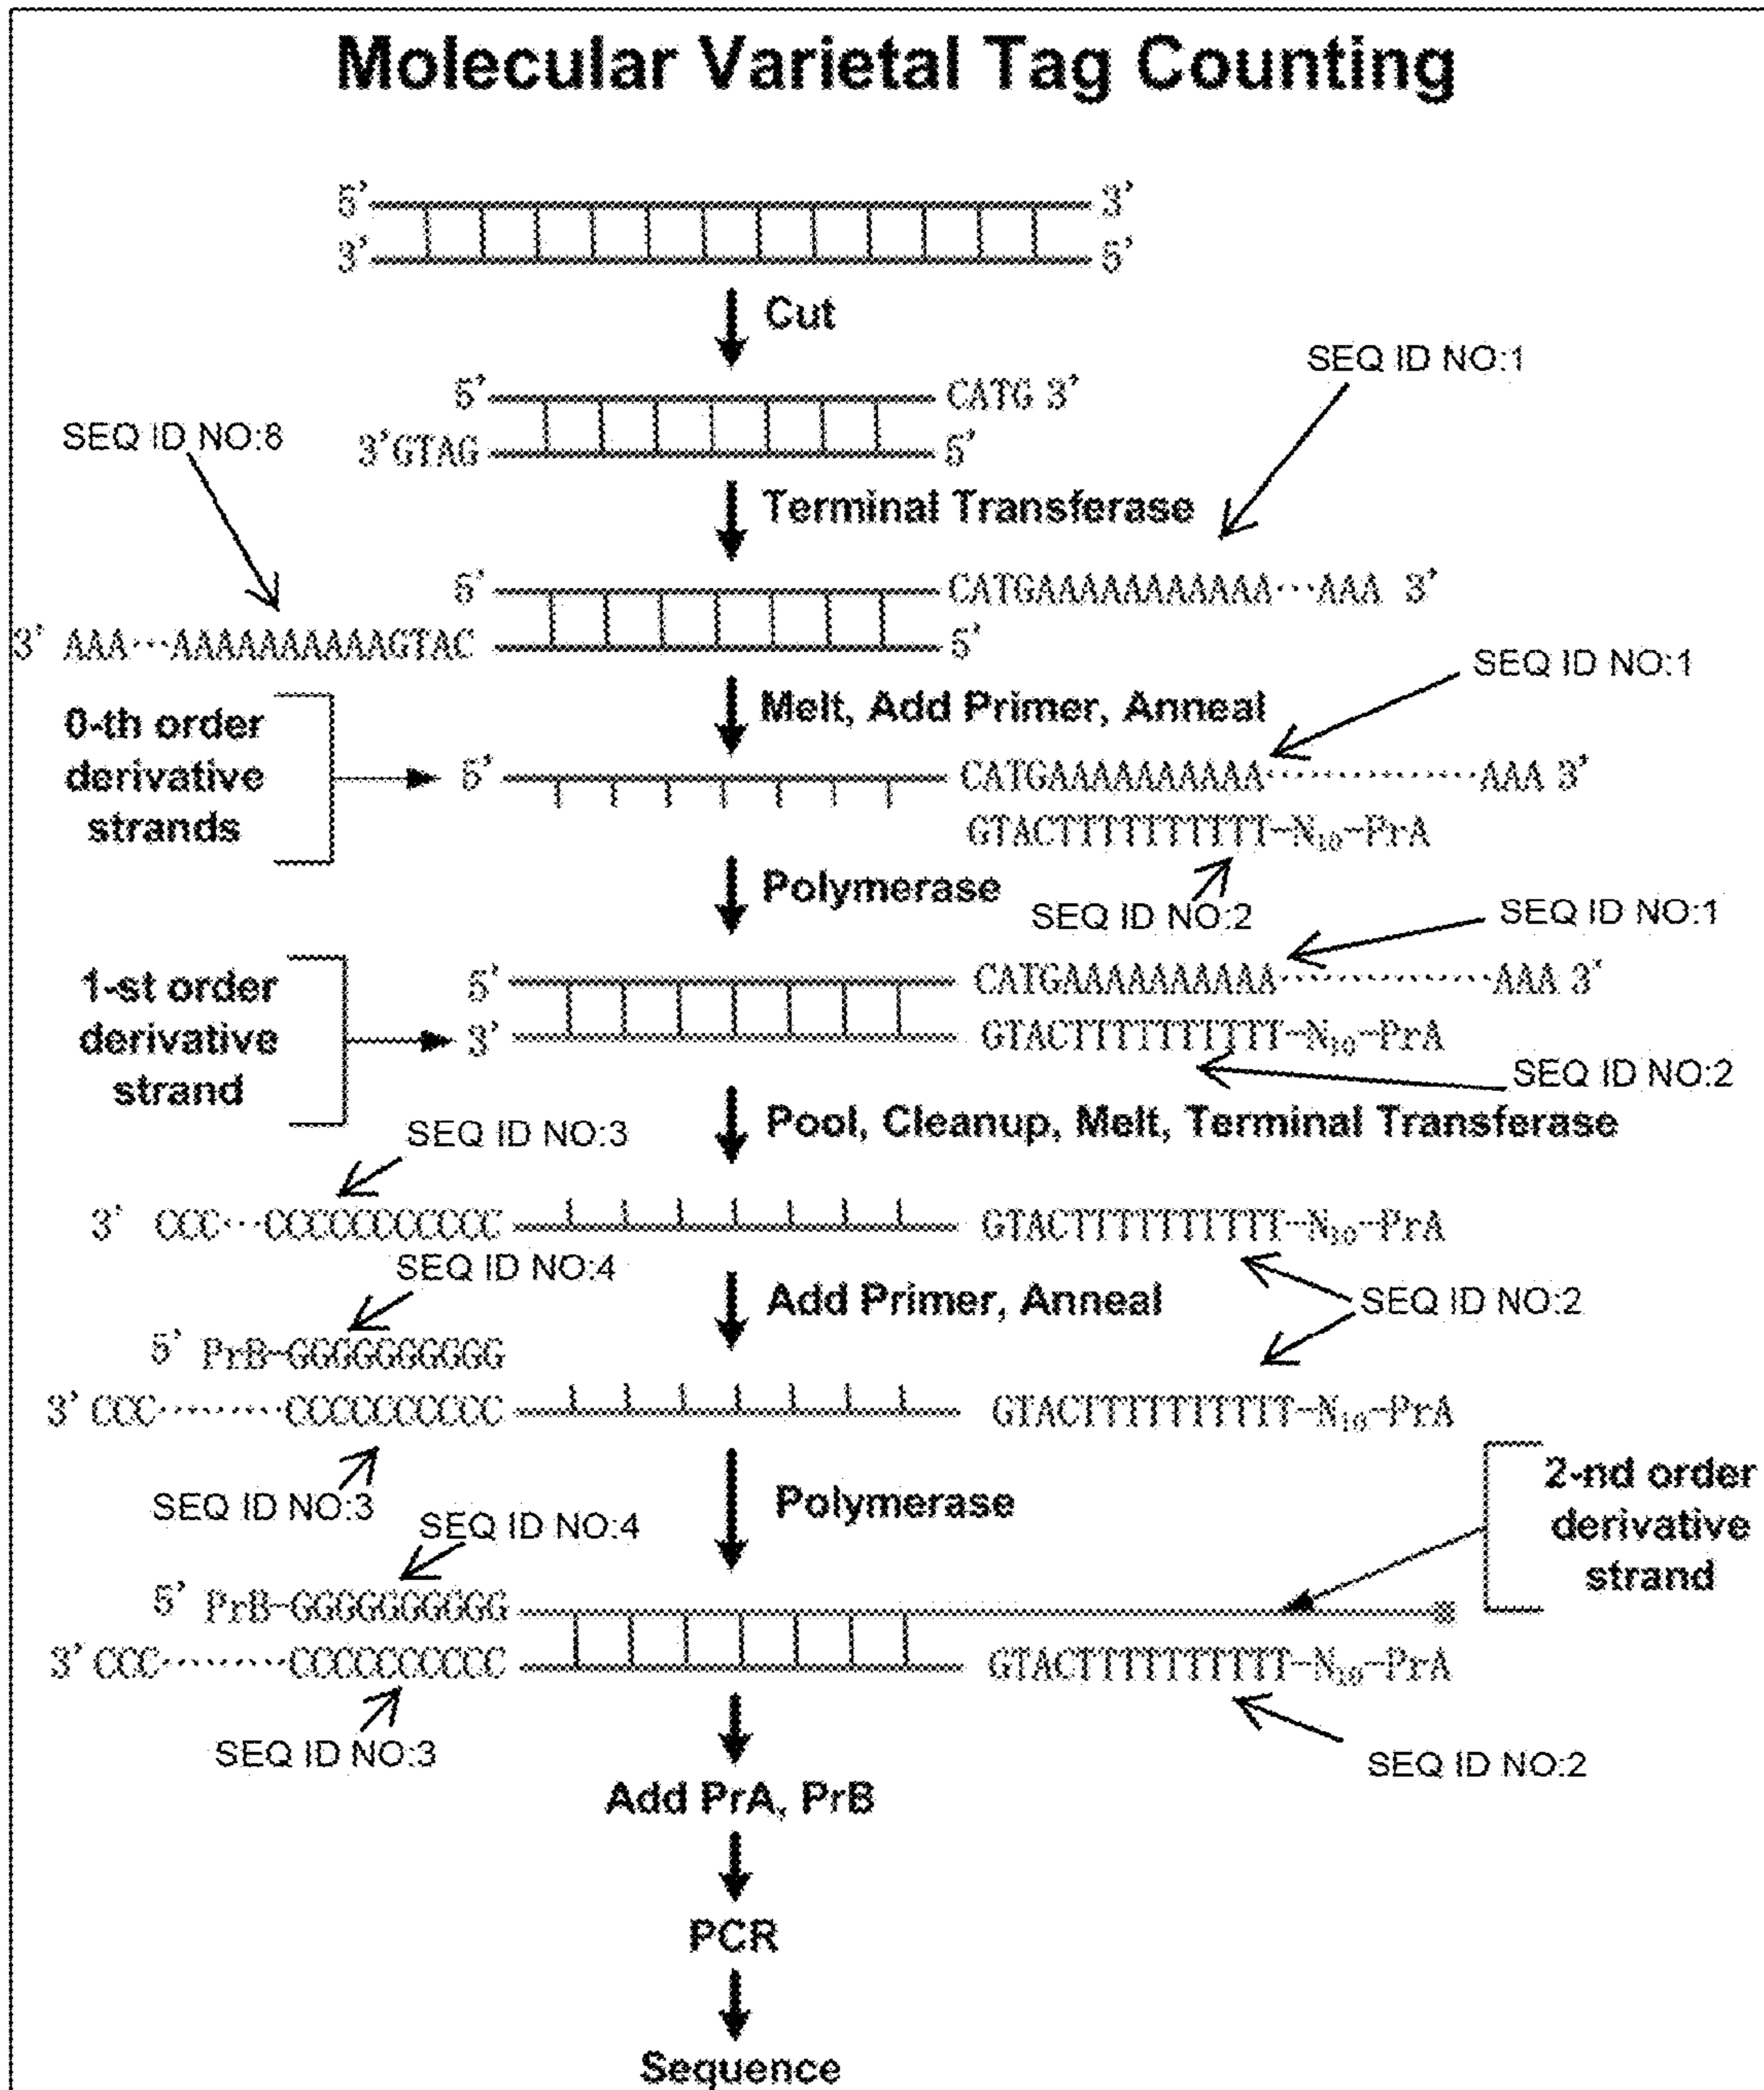 Molecular Varietal Tag Counting
5' 3'
3' 5'
Cut
SEQ ID NO:1
5' CATG 3'
SEQ ID NO:8
3'GTAG 5'
Terminal Transferase
5' CATGAAAAAAAAAAA···AAA 3'
3' AAA···AAAAAAAAAAGTAC 5'
SEQ ID NO:1
Melt, Add Primer, Anneal
0-th order
derivative
strands
5' CATGAAAAAAAAAA··············AAA 3'
GTACTTTTTTTTTT-N10-PrA
Polymerase
SEQ ID NO:2
SEQ ID NO:1
1-st order
derivative
strand
5' CATGAAAAAAAAAA··············AAA 3'
3' GTACTTTTTTTTTT-N10-PrA
SEQ ID NO:2
Pool, Cleanup, Melt, Terminal Transferase
SEQ ID NO:3
3' CCC···CCCCCCCCCCC GTACTTTTTTTTTT-N10-PrA
SEQ ID NO:4
Add Primer, Anneal
SEQ ID NO:2
5' PrB-GGGGGGGGGG
3' CCC·········CCCCCCCCCC GTACTTTTTTTTTT-N10-PrA
SEQ ID NO:3
Polymerase
2-nd order
derivative
strand
SEQ ID NO:4
5' PrB-GGGGGGGGGG
3' CCC·········CCCCCCCCCC GTACTTTTTTTTTT-N10-PrA
SEQ ID NO:3
SEQ ID NO:2
Add PrA, PrB
PCR
Sequence